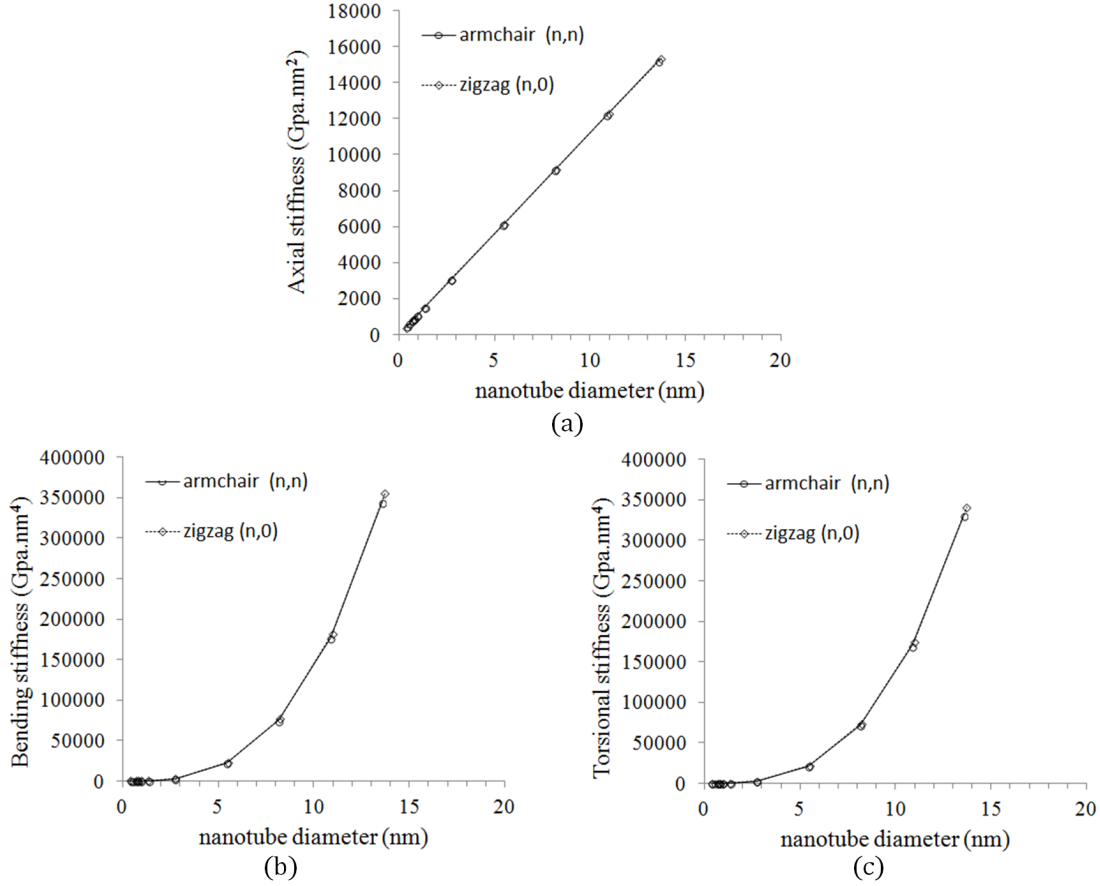 18000
16000
14000
12000
10000
8000
6000
4000
2000
0
Axial stiffness (Gpa.nm²)
armchair (n,n)
zigzag (n,0)
0 5 10 15 20
nanotube diameter (nm)
(a)
400000
350000
300000
250000
200000
150000
100000
50000
0
Bending stiffness (Gpa.nm⁴)
armchair (n,n)
zigzag (n,0)
0 5 10 15 20
nanotube diameter (nm)
(b)
400000
350000
300000
250000
200000
150000
100000
50000
0
Torsional stiffness (Gpa.nm⁴)
armchair (n,n)
zigzag (n,0)
0 5 10 15 20
nanotube diameter (nm)
(c)